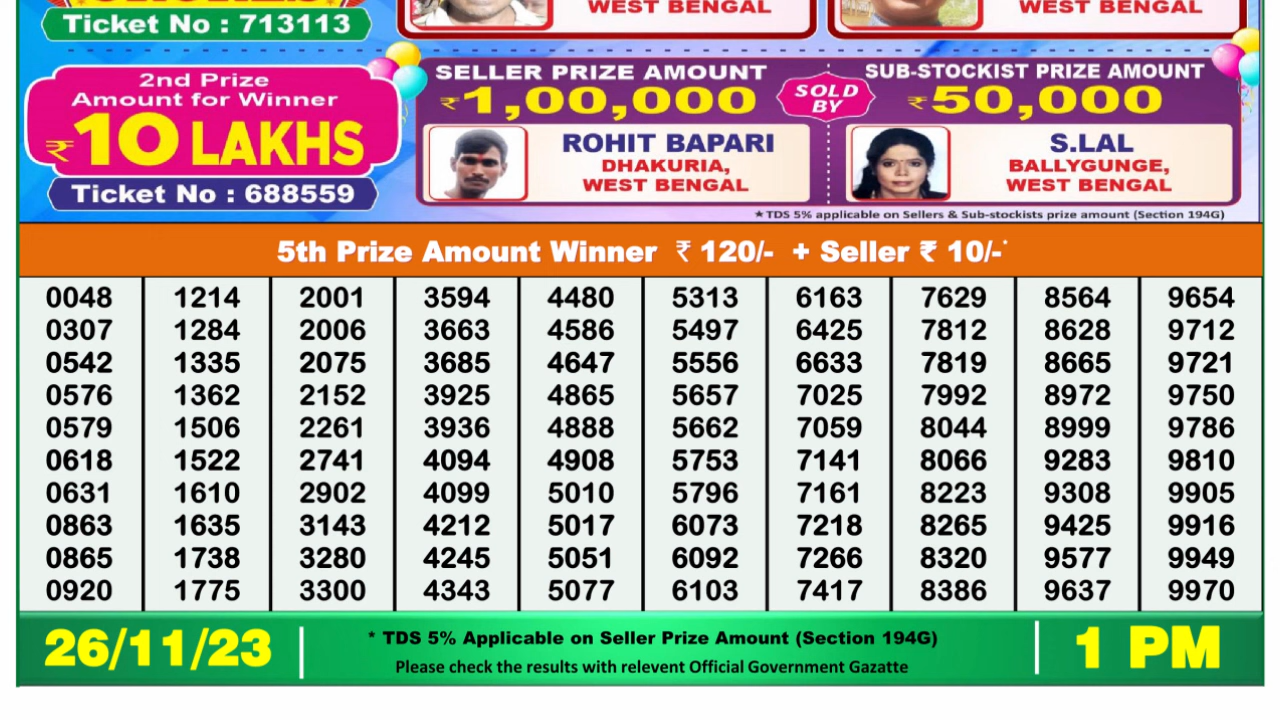 Ticket No : 713113
WEST BENGAL
WEST BENGAL
2nd Prize
Amount for Winner
₹10 LAKHS
Ticket No : 688559
SELLER PRIZE AMOUNT
₹1,00,000
SOLD
BY
SUB-STOCKIST PRIZE AMOUNT
₹50,000
ROHIT BAPARI
DHAKURIA,
WEST BENGAL
S.LAL
BALLYGUNGE,
WEST BENGAL
★TDS 5% applicable on Sellers & Sub-stockists prize amount (Section 194G)
5th Prize Amount Winner ₹ 120/- + Seller ₹ 10/-*
0048 1214 2001 3594 4480 5313 6163 7629 8564 9654
0307 1284 2006 3663 4586 5497 6425 7812 8628 9712
0542 1335 2075 3685 4647 5556 6633 7819 8665 9721
0576 1362 2152 3925 4865 5657 7025 7992 8972 9750
0579 1506 2261 3936 4888 5662 7059 8044 8999 9786
0618 1522 2741 4094 4908 5753 7141 8066 9283 9810
0631 1610 2902 4099 5010 5796 7161 8223 9308 9905
0863 1635 3143 4212 5017 6073 7218 8265 9425 9916
0865 1738 3280 4245 5051 6092 7266 8320 9577 9949
0920 1775 3300 4343 5077 6103 7417 8386 9637 9970
26/11/23
* TDS 5% Applicable on Seller Prize Amount (Section 194G)
Please check the results with relevent Official Government Gazatte
1 PM